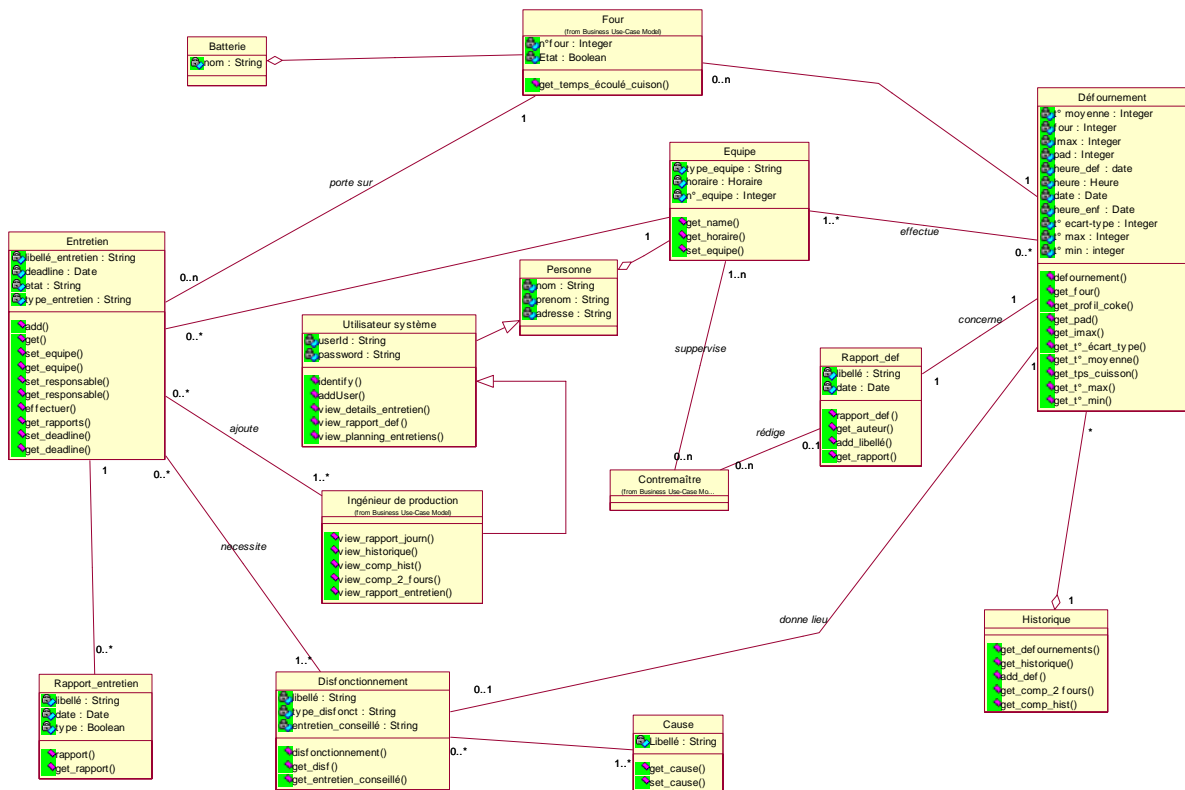 Batterie
nom : String
Four
(from Business Use-Case Model)
n°four : Integer
Etat : Boolean
get_temps_écoulé_cuison()
0..n
1
1
porte sur
0..n
Equipe
type_equipe : String
horaire : Horaire
n°_equipe : Integer
get_name()
get_horaire()
set_equipe()
1..*
effectue
0..*
1
1..n
Défournement
t° moyenne : Integer
four : Integer
Imax : Integer
pad : Integer
heure_def : date
heure : Heure
date : Date
heure_enf : Date
t° ecart-type : Integer
t° max : Integer
t° min : integer
defournement()
get_four()
get_profil_coke()
get_pad()
get_imax()
get_t°_écart_type()
get_t°_moyenne()
get_tps_cuisson()
get_t°_max()
get_t°_min()
Entretien
libellé_entretien : String
deadline : Date
etat : String
type_entretien : String
add()
get()
set_equipe()
get_equipe()
set_responsable()
get_responsable()
effectuer()
get_rapports()
set_deadline()
get_deadline()
0..*
0..*
0..*
1
Personne
nom : String
prenom : String
adresse : String
Utilisateur système
userId : String
password : String
identify()
addUser()
view_details_entretien()
view_rapport_def()
view_planning_entretiens()
suppervise
0..n
concerne
1
1
1
Rapport_def
libellé : String
date : Date
rapport_def()
get_auteur()
add_libellé()
get_rapport()
rédige
0..1
0..n
Contremaître
(from Business Use-Case Mo...
ajoute
1..*
Ingénieur de production
(from Business Use-Case Model)
view_rapport_journ()
view_historique()
view_comp_hist()
view_comp_2_fours()
view_rapport_entretien()
necessite
1..*
0..*
Rapport_entretien
libellé : String
date : Date
type : Boolean
rapport()
get_rapport()
Disfonctionnement
libellé : String
type_disfonct : String
entretien_conseillé : String
disfonctionnement()
get_disf()
get_entretien_conseillé()
0..1
donne lieu
0..*
1..*
Cause
Libellé : String
get_cause()
set_cause()
*
1
Historique
get_defournements()
get_historique()
add_def()
get_comp_2 fours()
get_comp_hist()